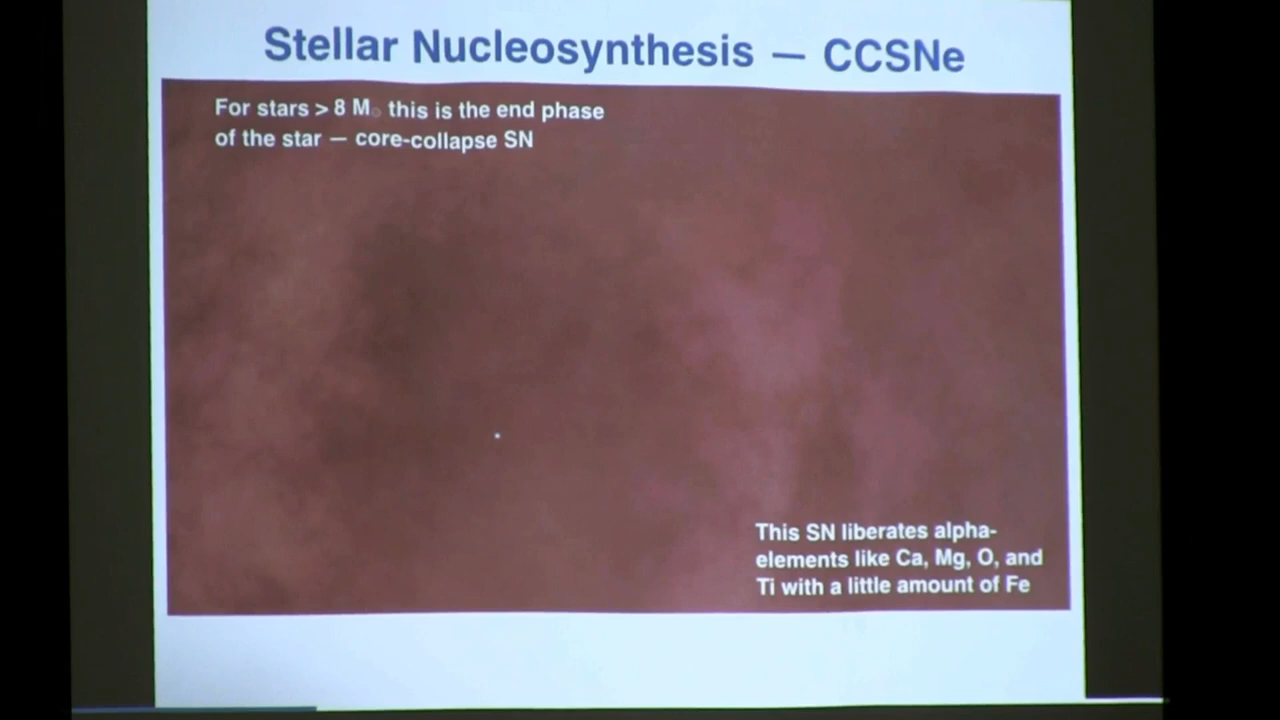 Stellar Nucleosynthesis — CCSNe
For stars > 8 M☉ this is the end phase
of the star — core-collapse SN
This SN liberates alpha-
elements like Ca, Mg, O, and
Ti with a little amount of Fe